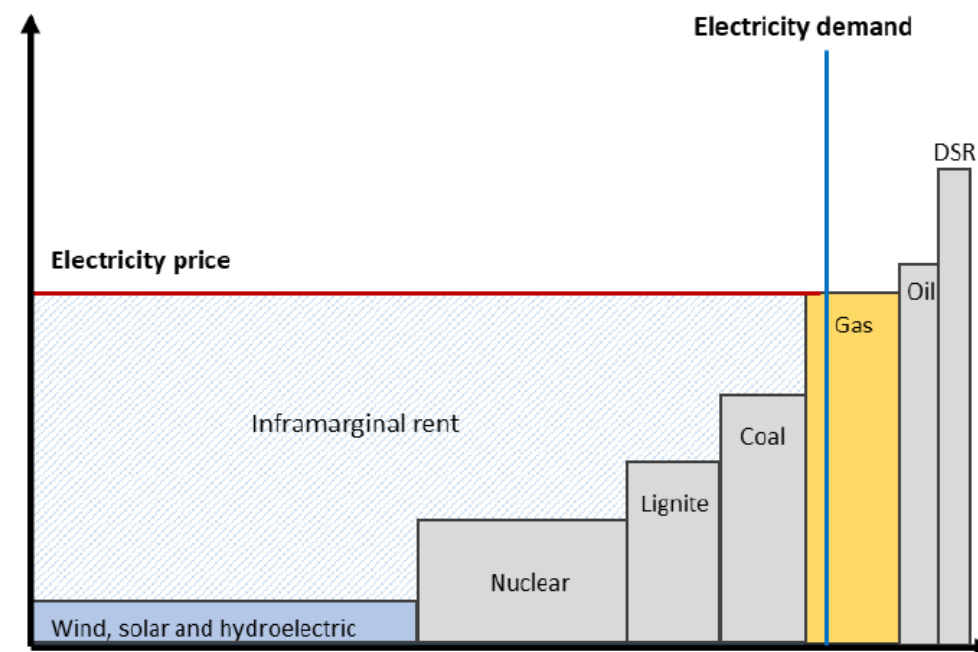 Electricity demand
DSR
Electricity price
Oil
Gas
Inframarginal rent
Coal
Lignite
Nuclear
Wind, solar and hydroelectric